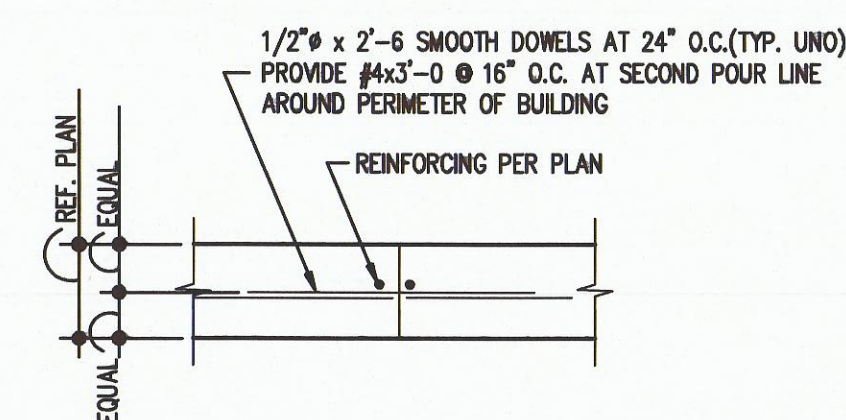 1/2"ø x 2'-6 SMOOTH DOWELS AT 24" O.C.(TYP. UNO)
PROVIDE #4x3'-0 @ 16" O.C. AT SECOND POUR LINE
AROUND PERIMETER OF BUILDING
REINFORCING PER PLAN
REF. PLAN
EQUAL
EQUAL